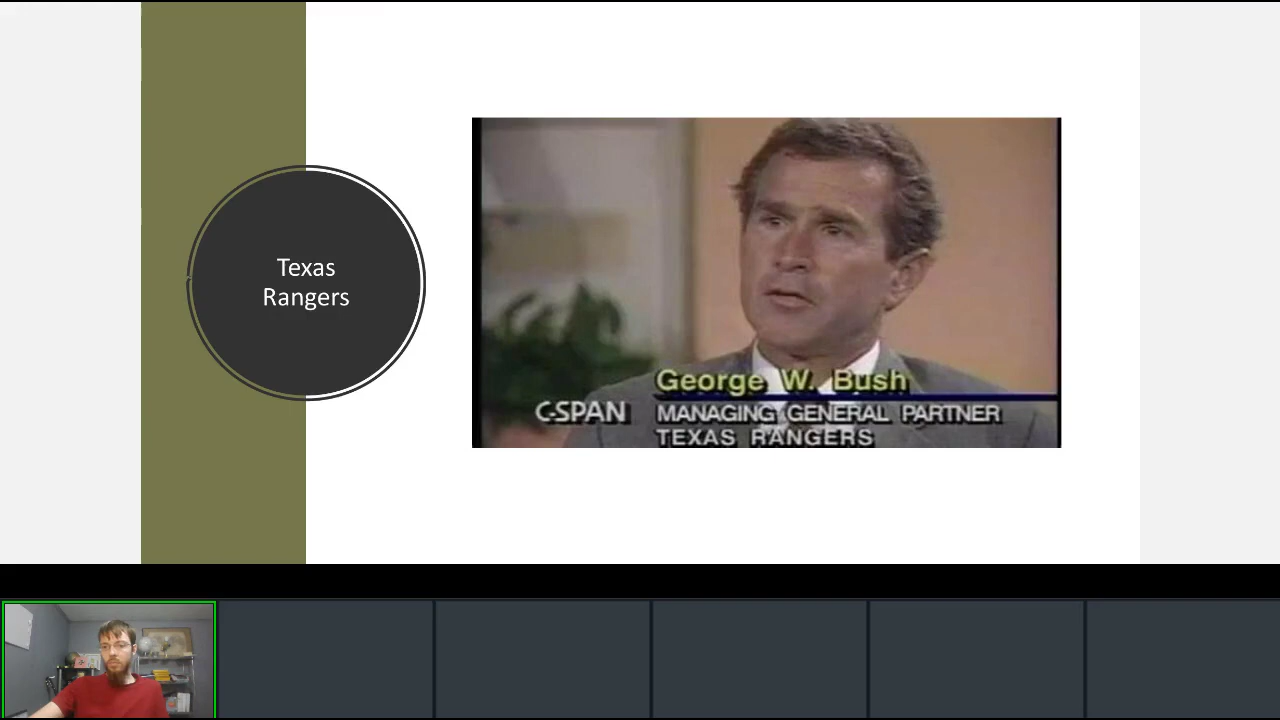 Texas
Rangers
George W. Bush
C-SPAN MANAGING GENERAL PARTNER
TEXAS RANGERS